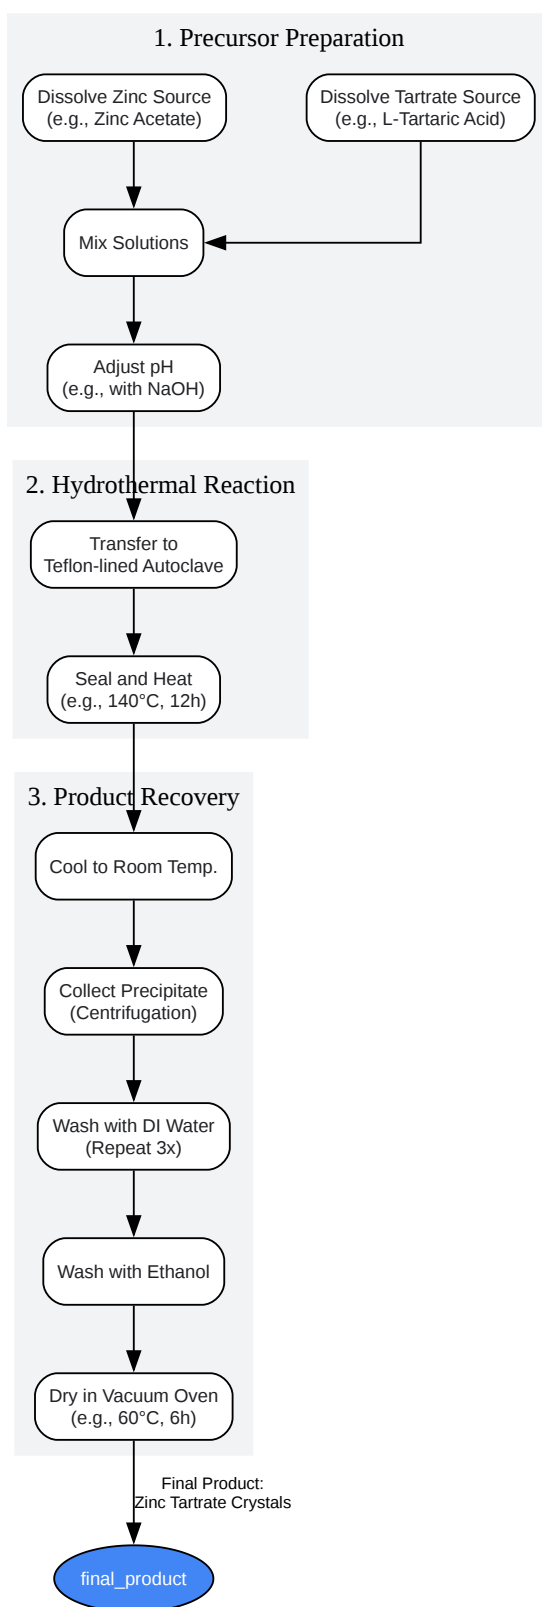 1. Precursor Preparation
Dissolve Zinc Source
(e.g., Zinc Acetate)
Dissolve Tartrate Source
(e.g., L-Tartaric Acid)
Mix Solutions
Adjust pH
(e.g., with NaOH)
2. Hydrothermal Reaction
Transfer to
Teflon-lined Autoclave
Seal and Heat
(e.g., 140°C, 12h)
3. Product Recovery
Cool to Room Temp.
Collect Precipitate
(Centrifugation)
Wash with DI Water
(Repeat 3x)
Wash with Ethanol
Dry in Vacuum Oven
(e.g., 60°C, 6h)
Final Product:
Zinc Tartrate Crystals
final_product